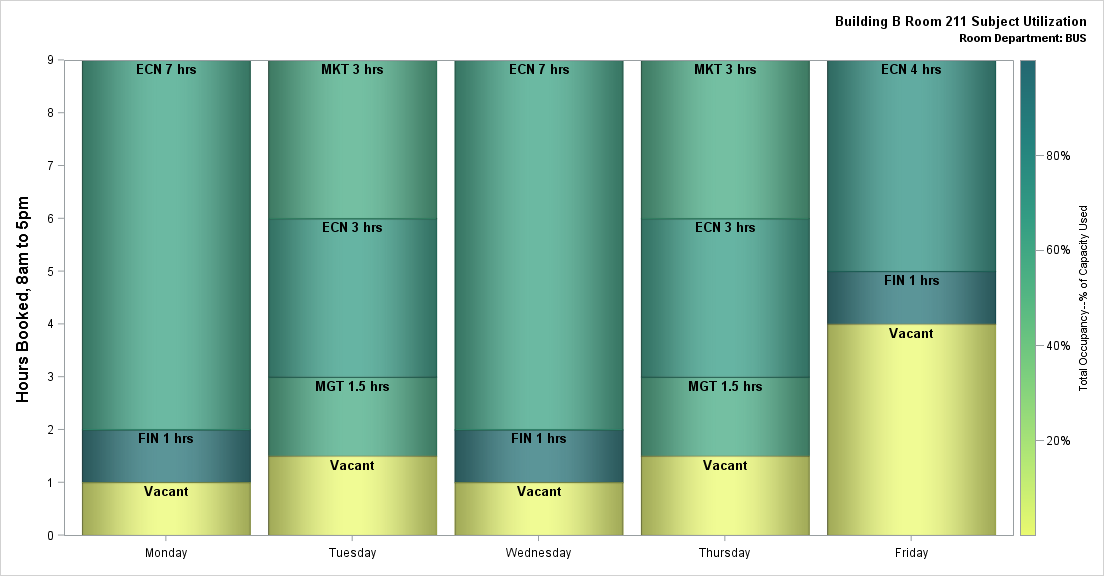 Building B Room 211 Subject Utilization
Room Department: BUS
Hours Booked, 8am to 5pm
9
8
7
6
5
4
3
2
1
0
ECN 7 hrs
FIN 1 hrs
Vacant
MKT 3 hrs
ECN 3 hrs
MGT 1.5 hrs
Vacant
ECN 7 hrs
FIN 1 hrs
Vacant
MKT 3 hrs
ECN 3 hrs
MGT 1.5 hrs
Vacant
ECN 4 hrs
FIN 1 hrs
Vacant
Monday
Tuesday
Wednesday
Thursday
Friday
80%
60%
40%
20%
Total Occupancy--% of Capacity Used